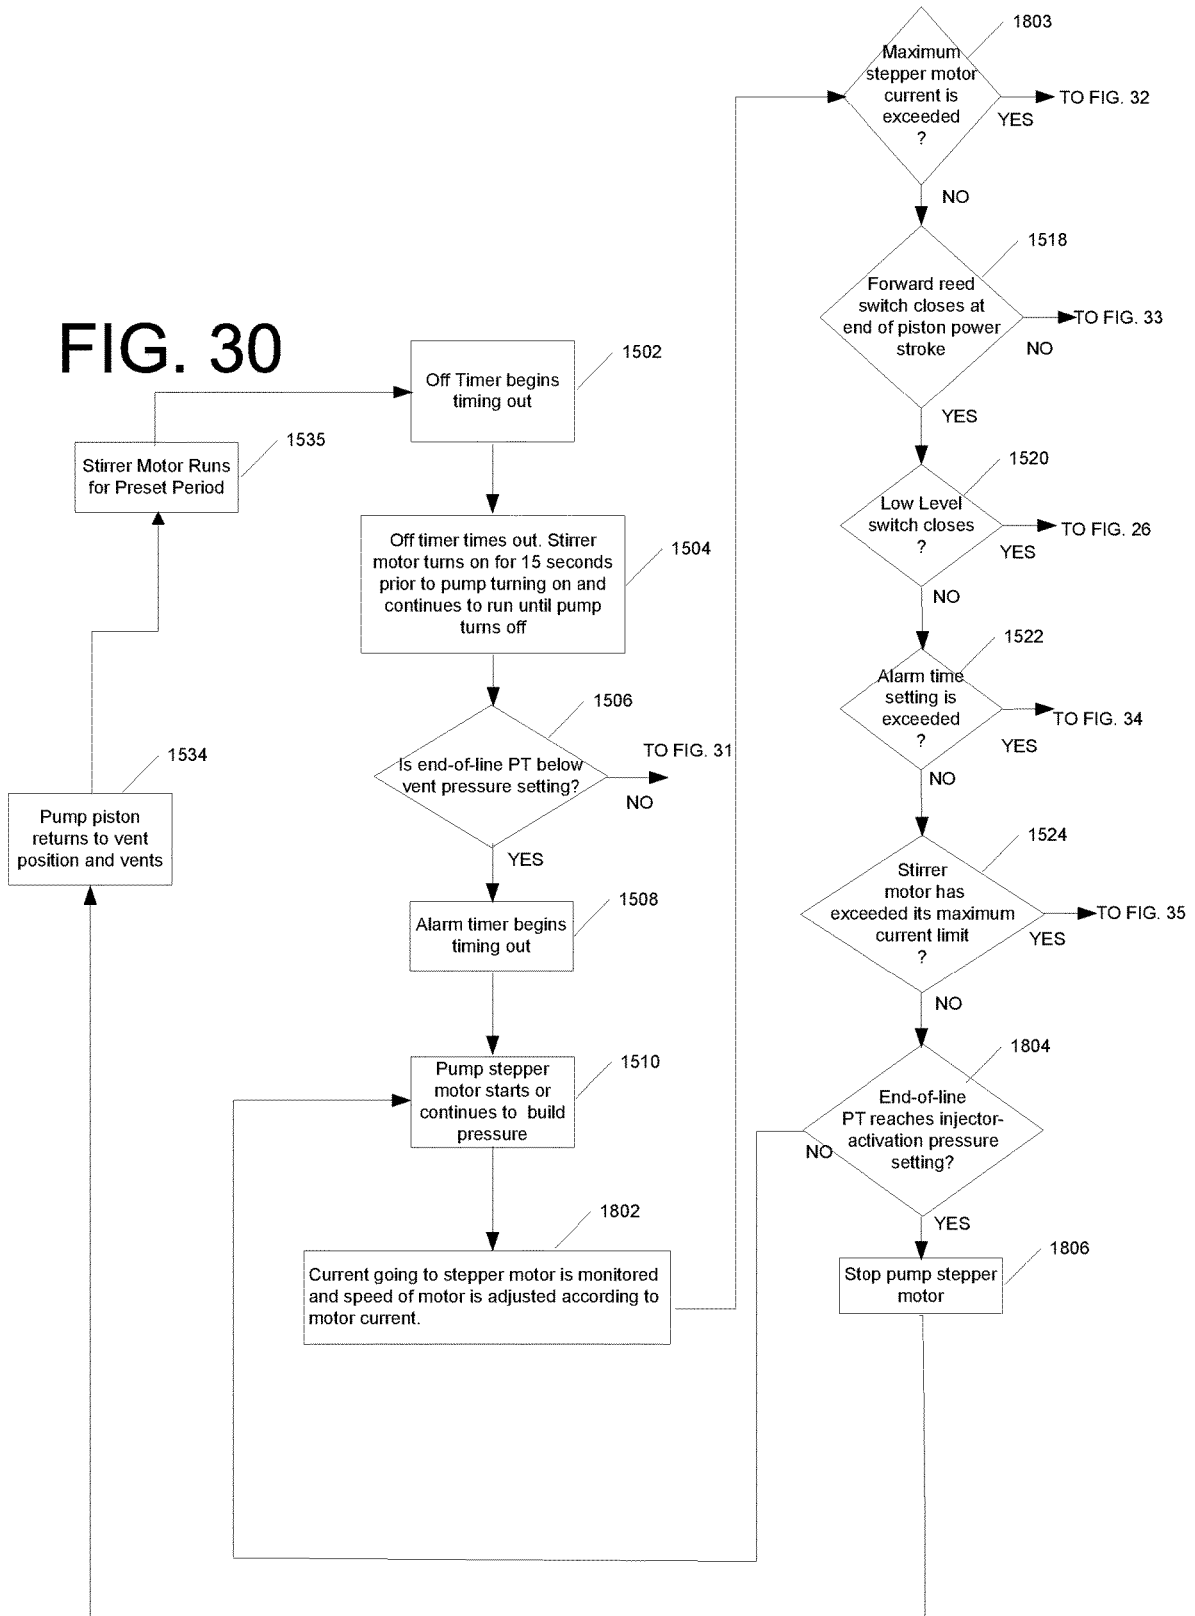 FIG. 30
1535
Stirrer Motor Runs
for Preset Period
1534
Pump piston
returns to vent
position and vents
1502
Off Timer begins
timing out
1504
Off timer times out. Stirrer
motor turns on for 15 seconds
prior to pump turning on and
continues to run until pump
turns off
1506
Is end-of-line PT below
vent pressure setting?
TO FIG. 31
NO
YES
1508
Alarm timer begins
timing out
1510
Pump stepper
motor starts or
continues to build
pressure
1802
Current going to stepper motor is monitored
and speed of motor is adjusted according to
motor current.
1803
Maximum
stepper motor
current is
exceeded
?
TO FIG. 32
YES
NO
1518
Forward reed
switch closes at
end of piston power
stroke
TO FIG. 33
NO
YES
1520
Low Level
switch closes
?
TO FIG. 26
YES
NO
1522
Alarm time
setting is
exceeded
?
TO FIG. 34
YES
NO
1524
Stirrer
motor has
exceeded its maximum
current limit
?
TO FIG. 35
YES
NO
1804
End-of-line
PT reaches injector-
activation pressure
setting?
NO
YES
1806
Stop pump stepper
motor